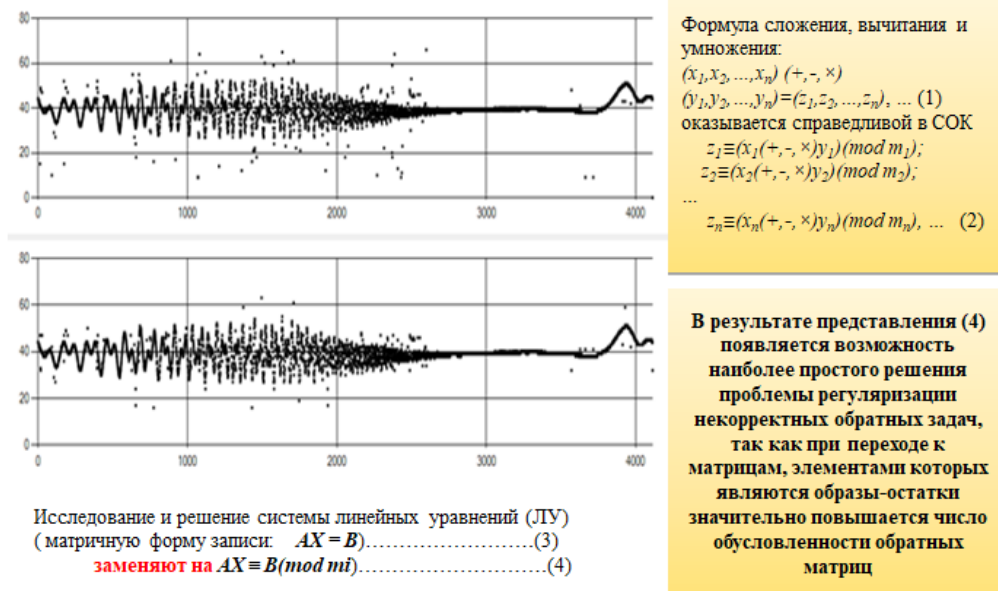 80
60
40
20
0
0 1000 2000 3000 4000
80
60
40
20
0
0 1000 2000 3000 4000
Исследование и решение системы линейных уравнений (ЛУ)
( матричную форму записи: AX = B)……………………(3)
заменяют на AX ≡ B(mod mi)………………………(4)
Формула сложения, вычитания и
умножения:
(x₁,x₂,...,xₙ) (+,-,×)
(y₁,y₂,...,yₙ)=(z₁,z₂,...,zₙ), ... (1)
оказывается справедливой в СОК
z₁≡(x₁(+,-,×)y₁)(mod m₁);
z₂≡(x₂(+,-,×)y₂)(mod m₂);
...
zₙ≡(xₙ(+,-,×)yₙ)(mod mₙ), ... (2)
В результате представления (4)
появляется возможность
наиболее простого решения
проблемы регуляризации
некорректных обратных задач,
так как при переходе к
матрицам, элементами которых
являются образы-остатки
значительно повышается число
обусловленности обратных
матриц